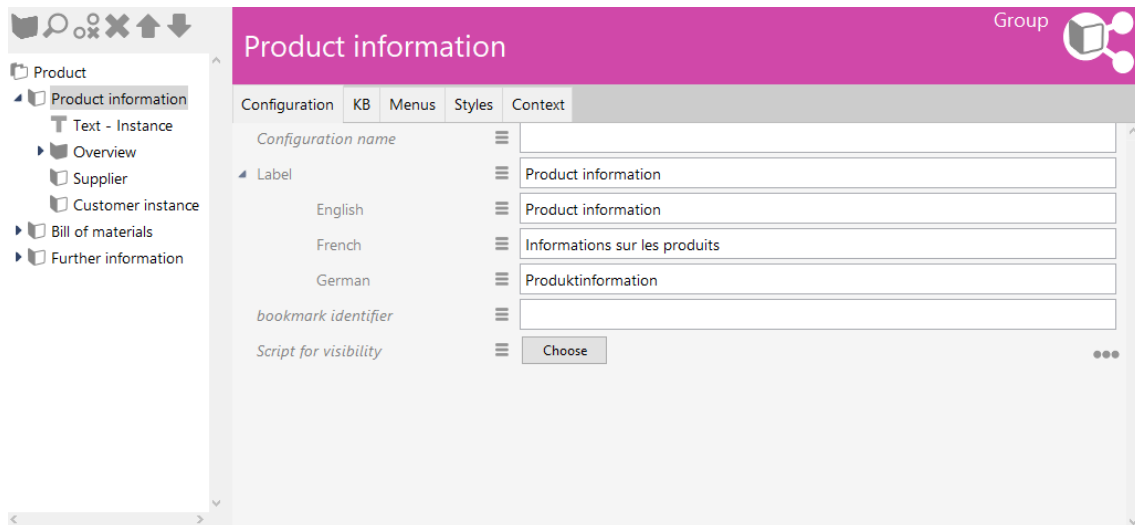 Group
Product information
Product
Product information
Text - Instance
Overview
Supplier
Customer instance
Bill of materials
Further information
Configuration KB Menus Styles Context
Configuration name
Label Product information
English Product information
French Informations sur les produits
German Produktinformation
bookmark identifier
Script for visibility Choose